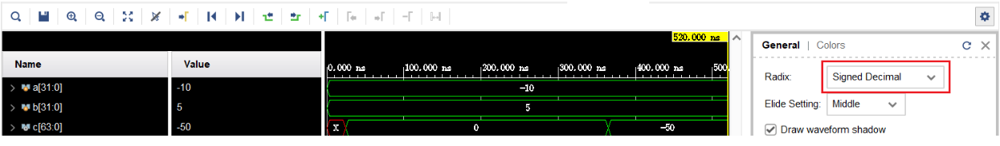 520.000 ns
General | Colors
Name Value
0.000 ns 100.000 ns 200.000 ns 300.000 ns 400.000 ns 500.
Radix: Signed Decimal
a[31:0] -10 -10
b[31:0] 5 5
Elide Setting: Middle
c[63:0] -50 X 0 -50
Draw waveform shadow